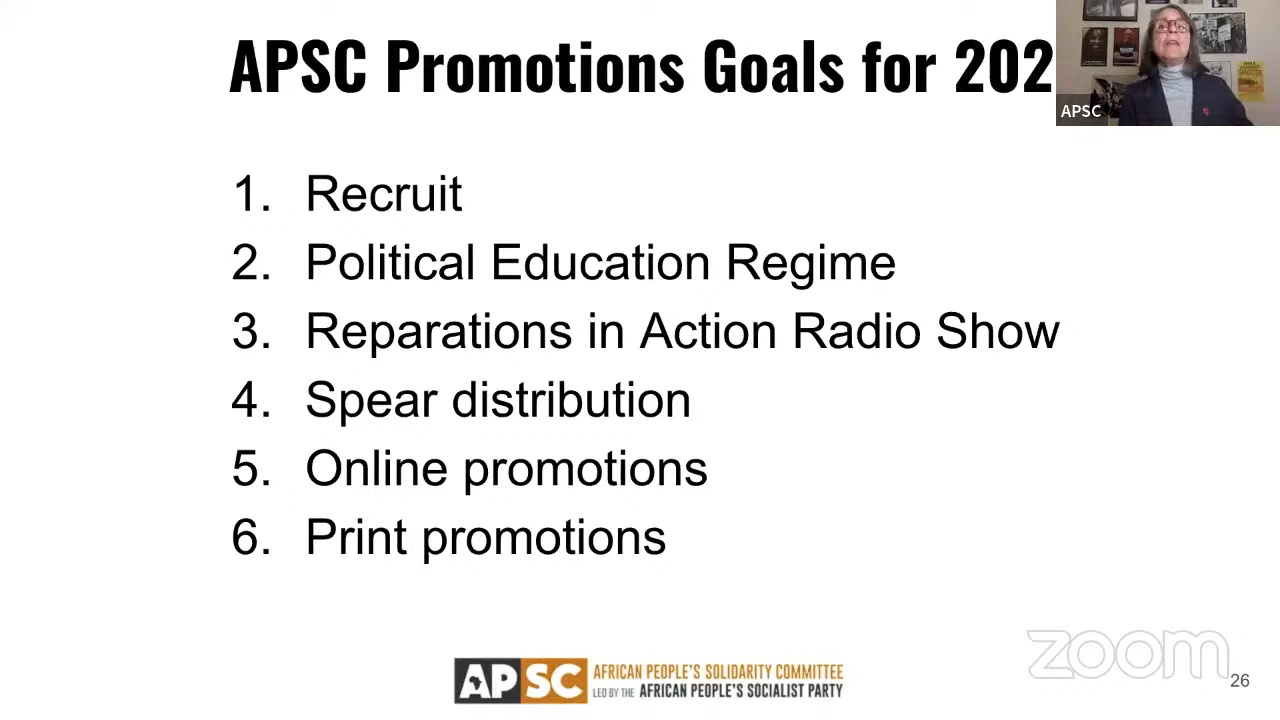 APSC Promotions Goals for 202
APSC
1. Recruit
2. Political Education Regime
3. Reparations in Action Radio Show
4. Spear distribution
5. Online promotions
6. Print promotions
zoom
APSC
AFRICAN PEOPLE'S SOLIDARITY COMMITTEE
LED BY THE AFRICAN PEOPLE'S SOCIALIST PARTY
26